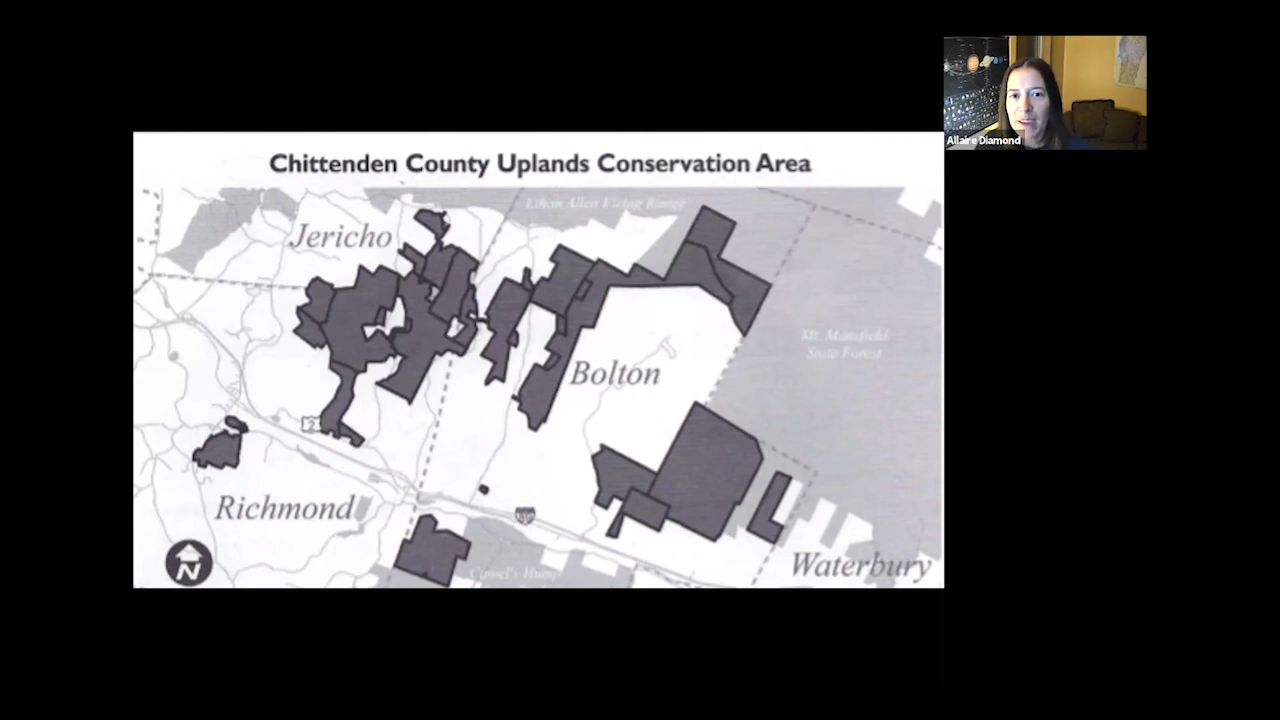 Allaire Diamond
Chittenden County Uplands Conservation Area
Ethan Allen Firing Range
Jericho
Mt. Mansfield
State Forest
Bolton
2
Richmond
Camel's Hump
Waterbury
N